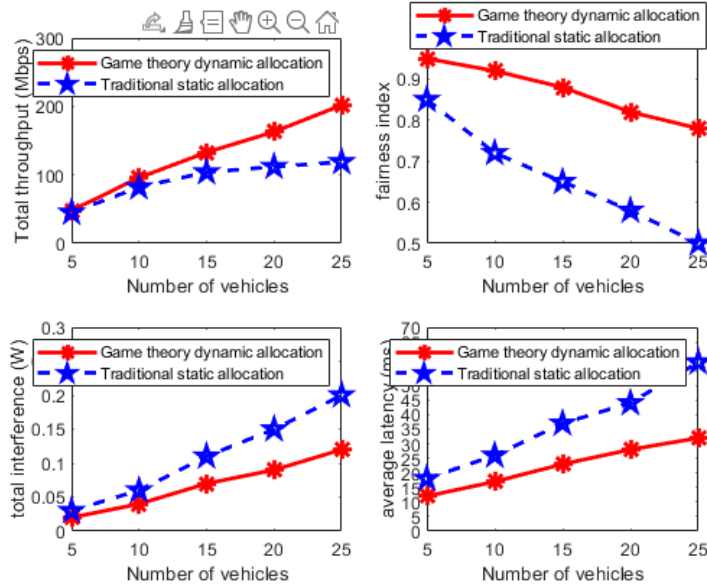 300
Game theory dynamic allocation
Traditional static allocation
200
100
0
Total throughput (Mbps)
5 10 15 20 25
Number of vehicles
Game theory dynamic allocation
Traditional static allocation
0.9
0.8
0.7
0.6
0.5
fairness index
5 10 15 20 25
Number of vehicles
0.3
Game theory dynamic allocation
Traditional static allocation
0.2
0.15
0.1
0.05
0
total interference (W)
5 10 15 20 25
Number of vehicles
70
Game theory dynamic allocation
Traditional static allocation
50
45
40
35
30
25
20
15
10
5
0
average latency (ms)
5 10 15 20 25
Number of vehicles